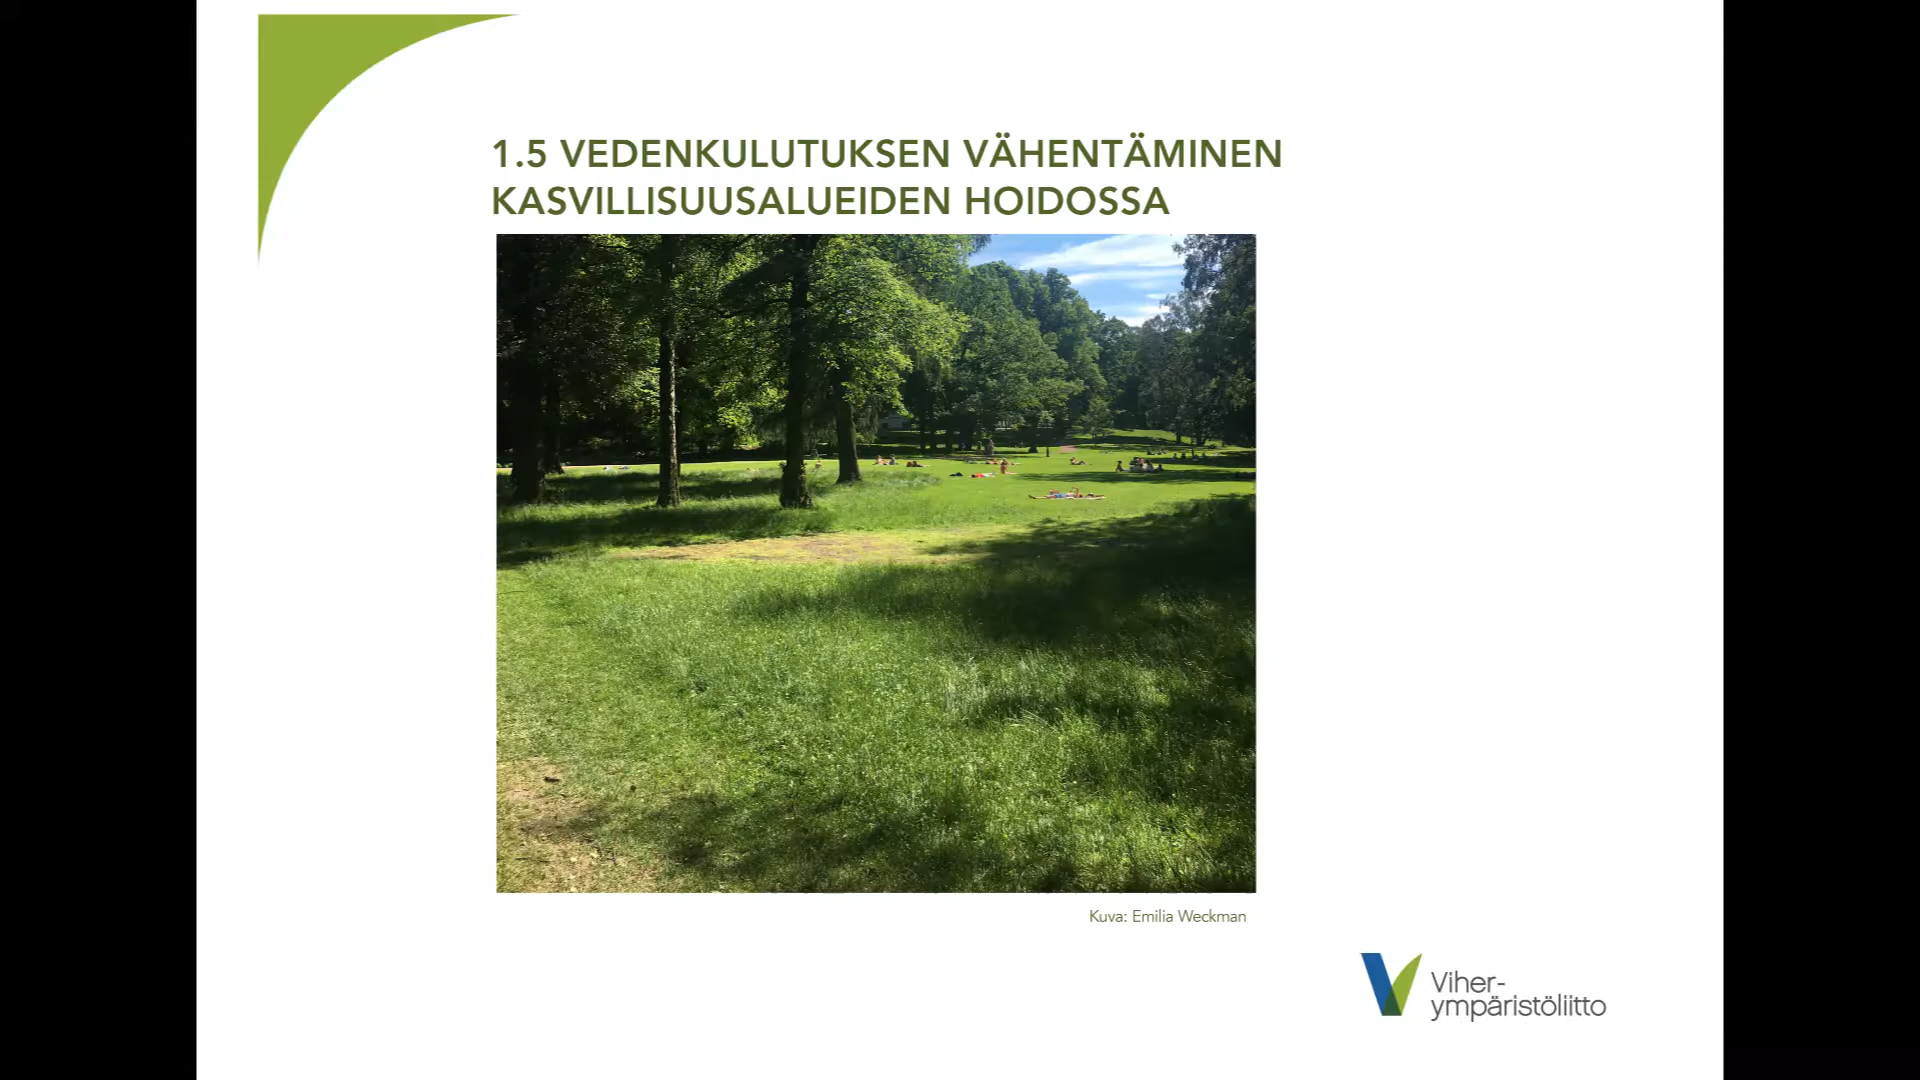 1.5 VEDENKULUTUKSEN VÄHENTÄMINEN
KASVILLISUUSALUEIDEN HOIDOSSA
Kuva: Emilia Weckman
Viher-
ympäristöliitto